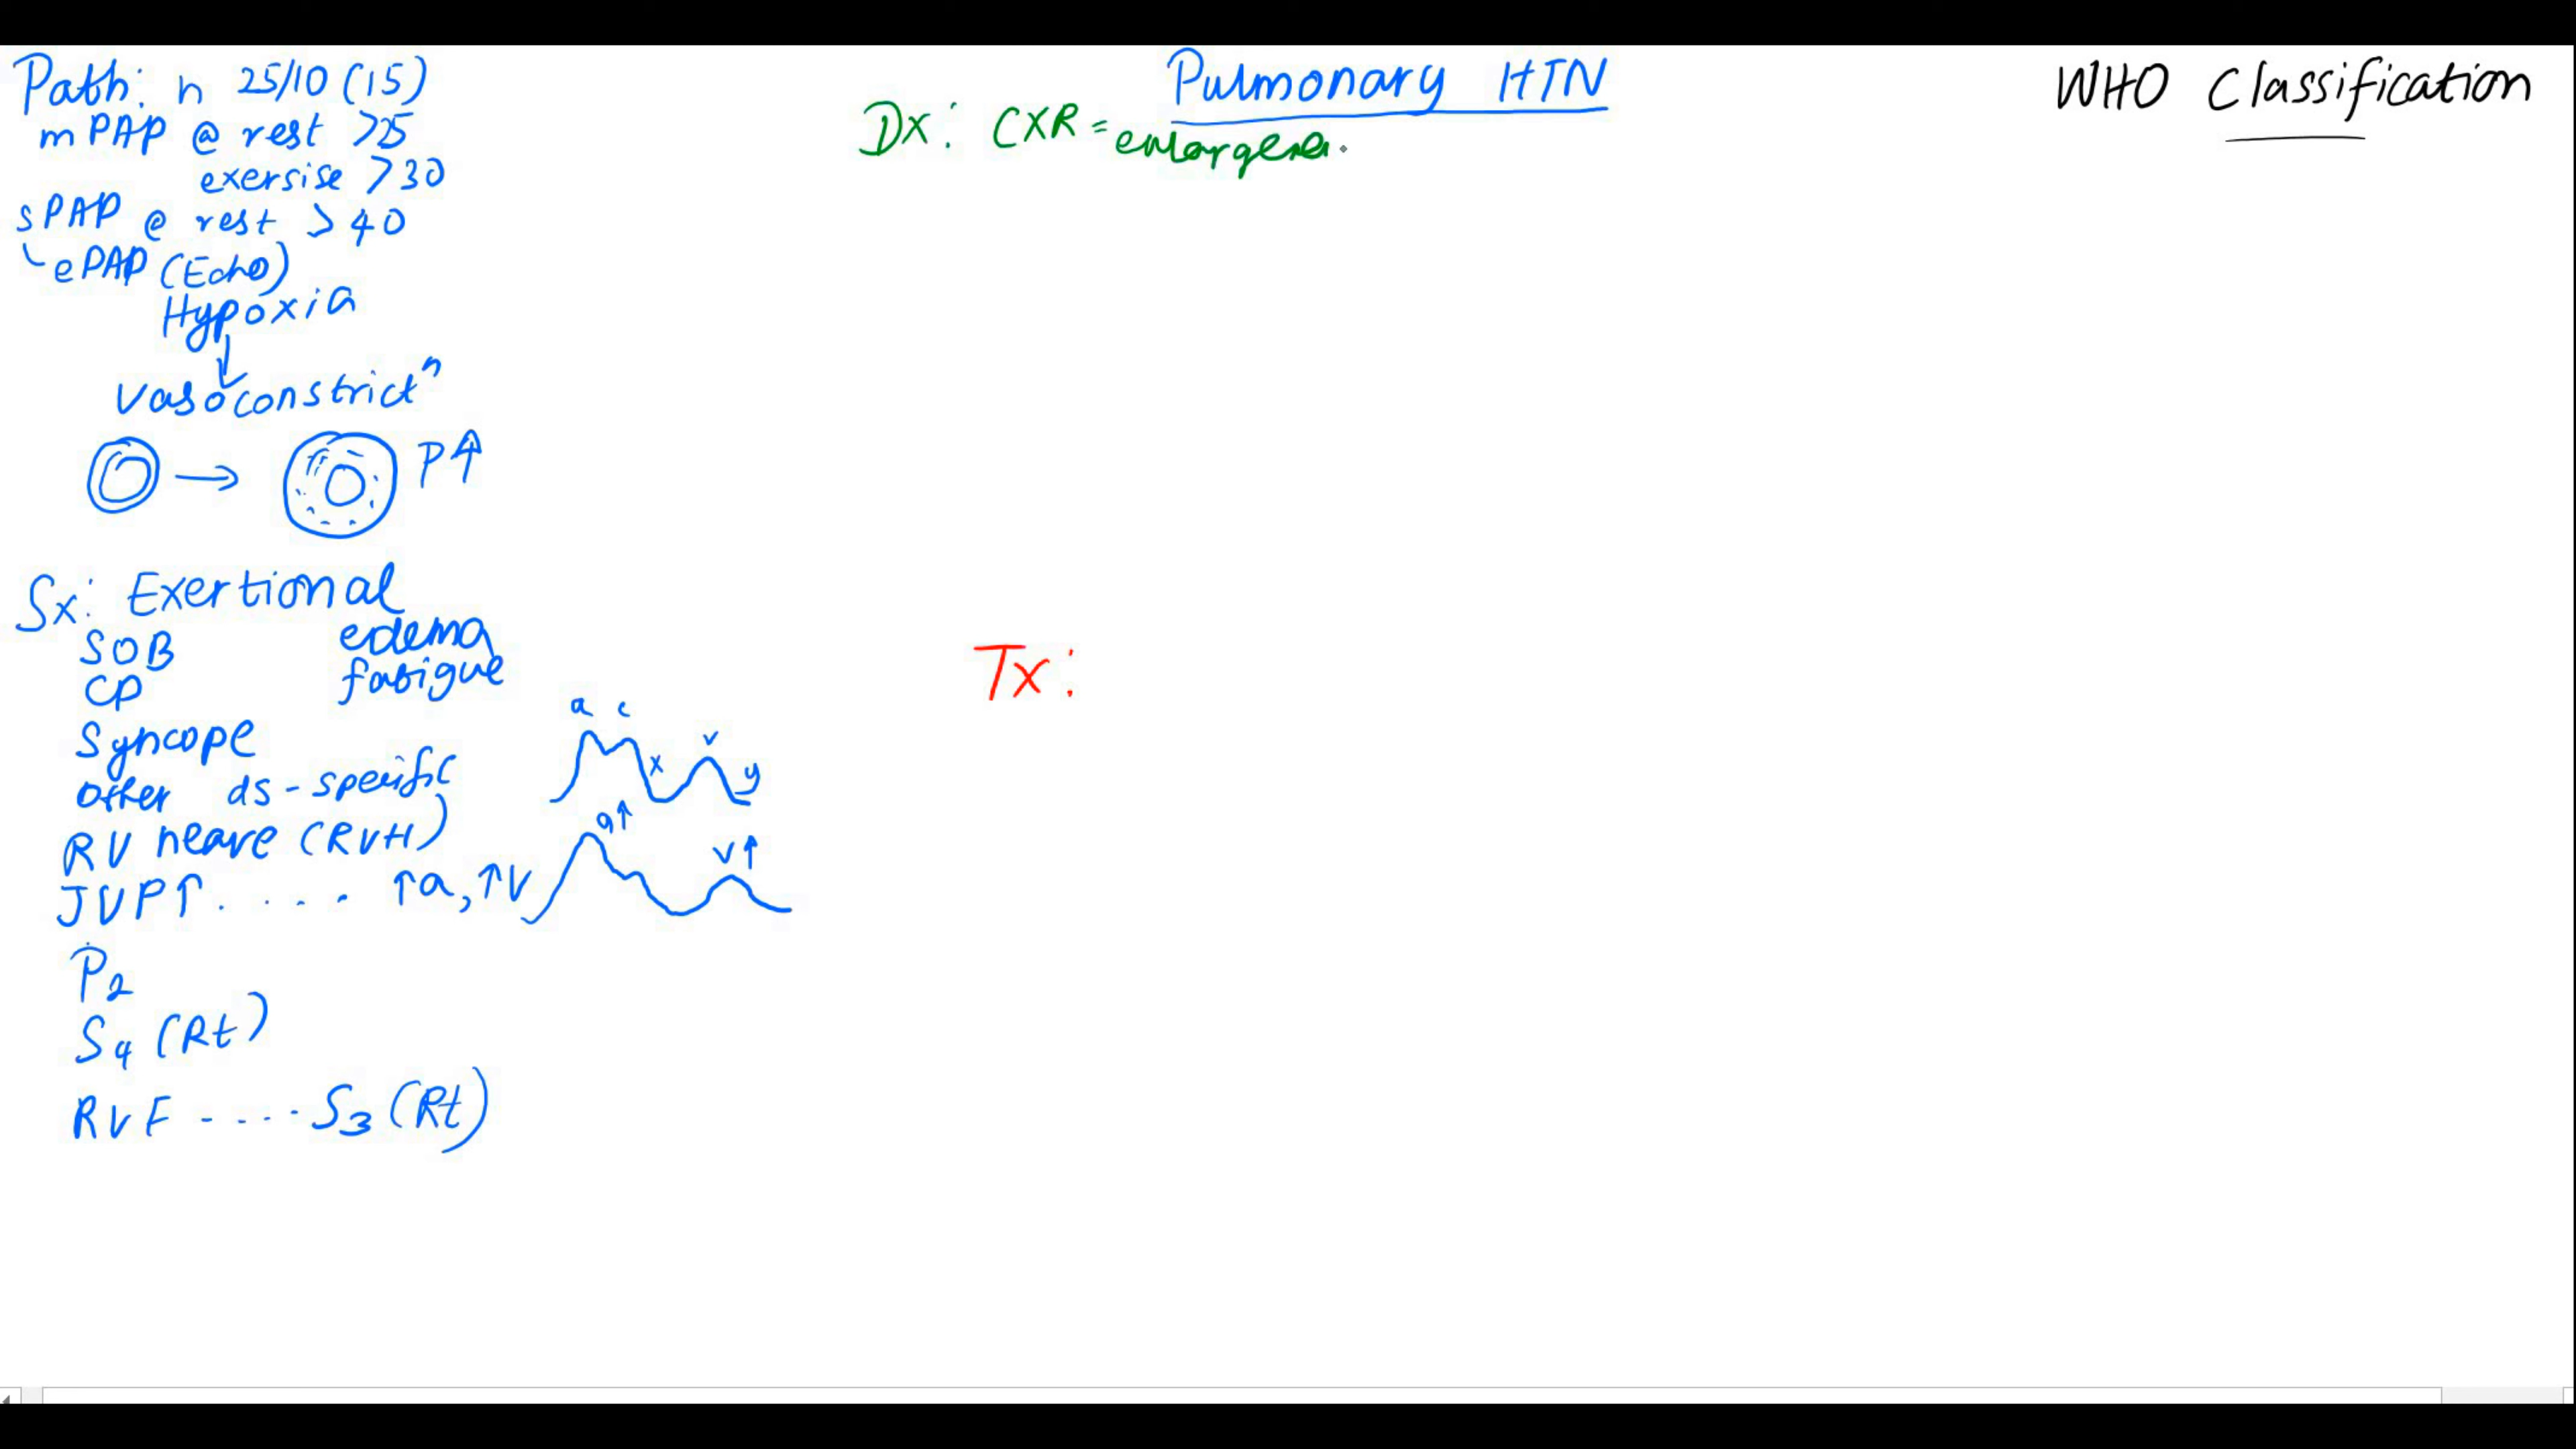 Pulmonary HTN
WHO Classification
Path: n 25/10 (15)
mPAP @ rest >25
exersise >30
sPAP @ rest >40
ePAP (Echo)
Hypoxia
↓
vasoconstrictⁿ
→ P↑
Sx: Exertional
SOB edema
CP fatigue
Syncope
other ds-specific
RV heave (RVH)
JVP↑ . . . . . ↑a, ↑v
P2
S4 (Rt)
RVF - . . . . S3 (Rt)
a c
x v y
a↑
v↑
Dx: CXR =
Tx: